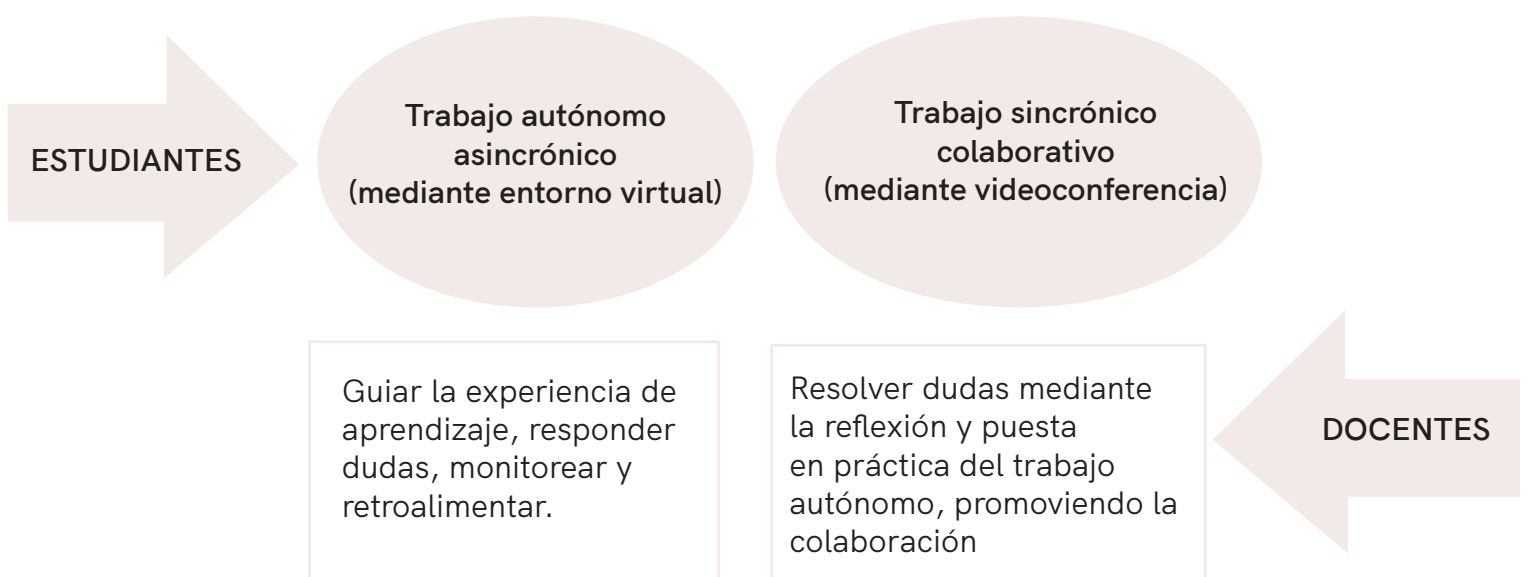 ESTUDIANTES
Trabajo autónomo
asincrónico
(mediante entorno virtual)
Trabajo sincrónico
colaborativo
(mediante videoconferencia)
Guiar la experiencia de
aprendizaje, responder
dudas, monitorear y
retroalimentar.
Resolver dudas mediante
la reflexión y puesta
en práctica del trabajo
autónomo, promoviendo la
colaboración
DOCENTES